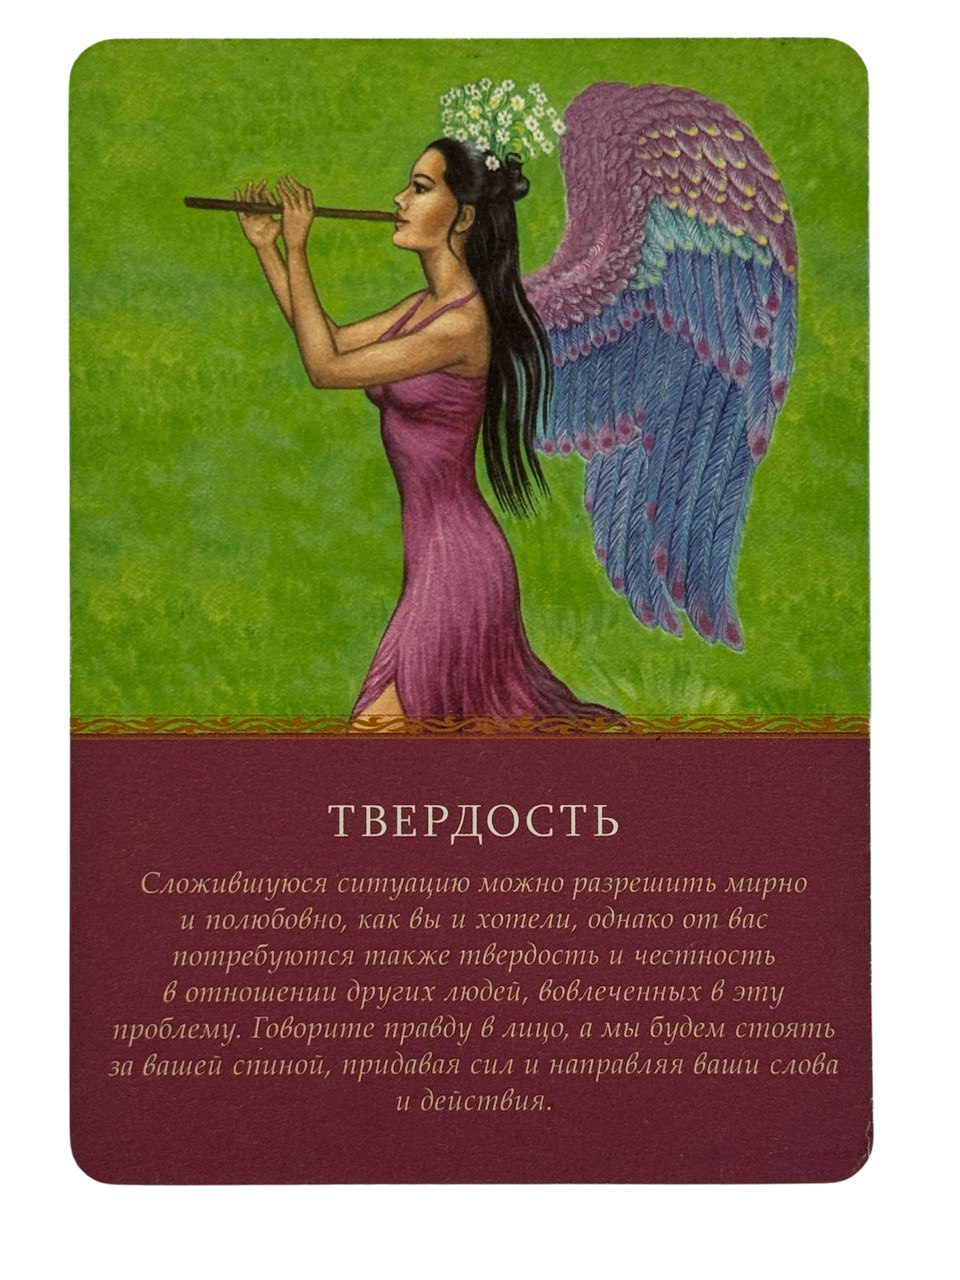 ТВЕРДОСТЬ
Сложившуюся ситуацию можно разрешить мирно
и полюбовно, как вы и хотели, однако от вас
потребуются также твердость и честность
в отношении других людей, вовлеченных в эту
проблему. Говорите правду в лицо, а мы будем стоять
за вашей спиной, придавая сил и направляя ваши слова
и действия.